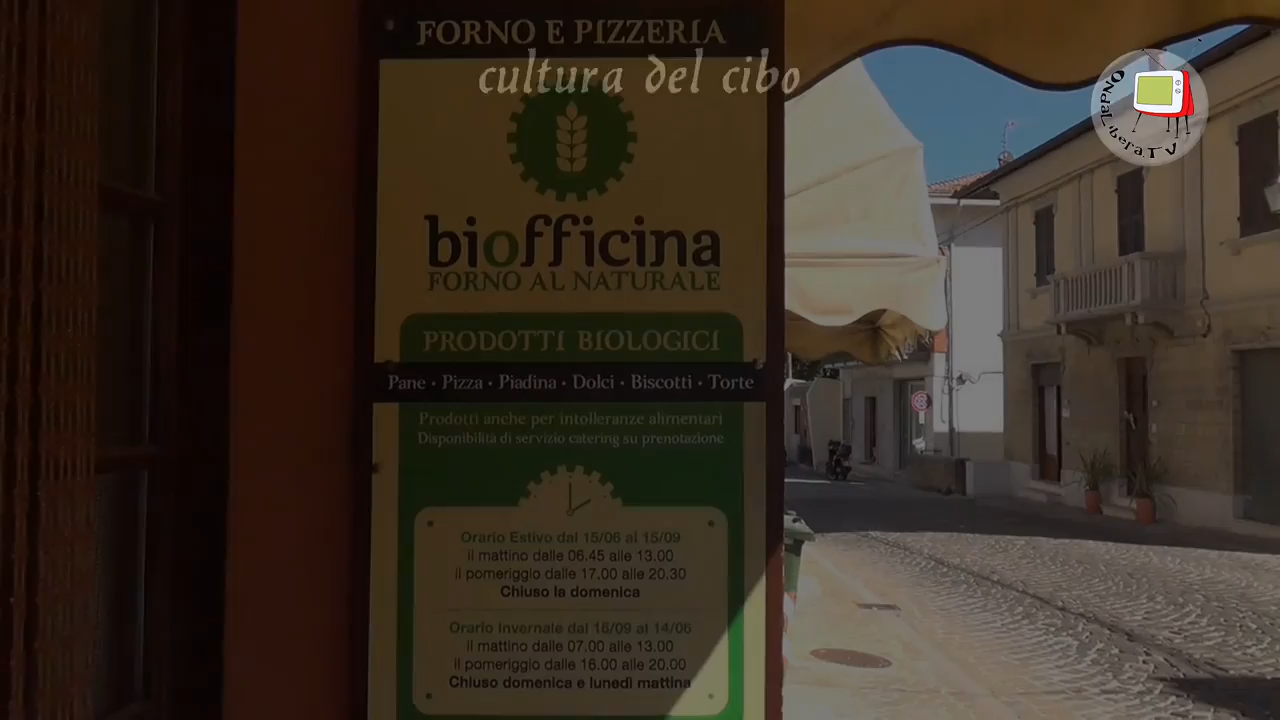 FORNO E PIZZERIA
cultura del cibo
biofficina
FORNO AL NATURALE
PRODOTTI BIOLOGICI
Pane · Pizza · Piadina · Dolci · Biscotti · Torte
Prodotti anche per intolleranze alimentari
Disponibilità di servizio catering su prenotazione
Orario Estivo dal 15/06 al 15/09
il mattino dalle 06.45 alle 13.00
il pomeriggio dalle 17.00 alle 20.30
Chiuso la domenica
Orario Invernale dal 16/09 al 14/06
il mattino dalle 07.00 alle 13.00
il pomeriggio dalle 16.00 alle 20.00
Chiuso domenica e lunedì mattina
OndaLibera.TV